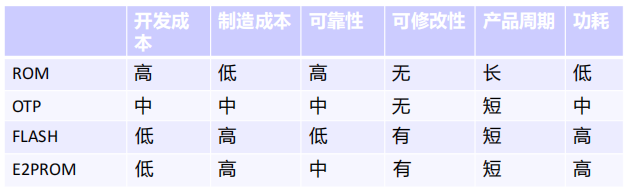 开发成本 制造成本 可靠性 可修改性 产品周期 功耗
ROM 高 低 高 无 长 低
OTP 中 中 中 无 短 中
FLASH 低 高 低 有 短 高
E2PROM 低 高 中 有 短 高